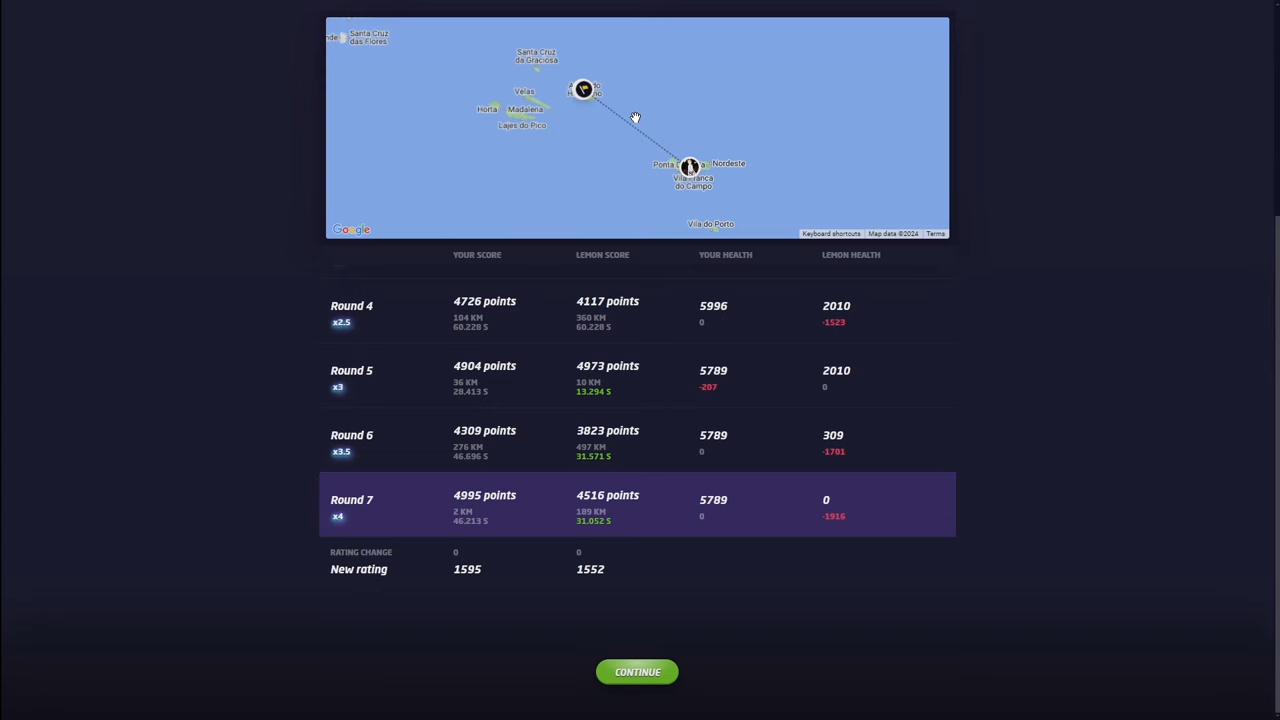 Santa Cruz
das Flores
Santa Cruz
da Graciosa
Velas
Horta
Madalena
Lajes do Pico
Ponta
Nordeste
Vila Franca
do Campo
Vila do Porto
Google
Keyboard shortcuts
Map data ©2024
Terms
YOUR SCORE LEMON SCORE YOUR HEALTH LEMON HEALTH
Round 4 4726 points 4117 points 5996 2010
x2.5 104 KM 360 KM 0 -1523
60.228 S 60.228 S
Round 5 4904 points 4973 points 5789 2010
x3 36 KM 10 KM -207 0
28.413 S 13.294 S
Round 6 4309 points 3823 points 5789 309
x3.5 276 KM 497 KM 0 -1701
46.696 S 31.571 S
Round 7 4995 points 4516 points 5789 0
x4 2 KM 189 KM 0 -1916
46.213 S 31.052 S
RATING CHANGE 0 0
New rating 1595 1552
CONTINUE